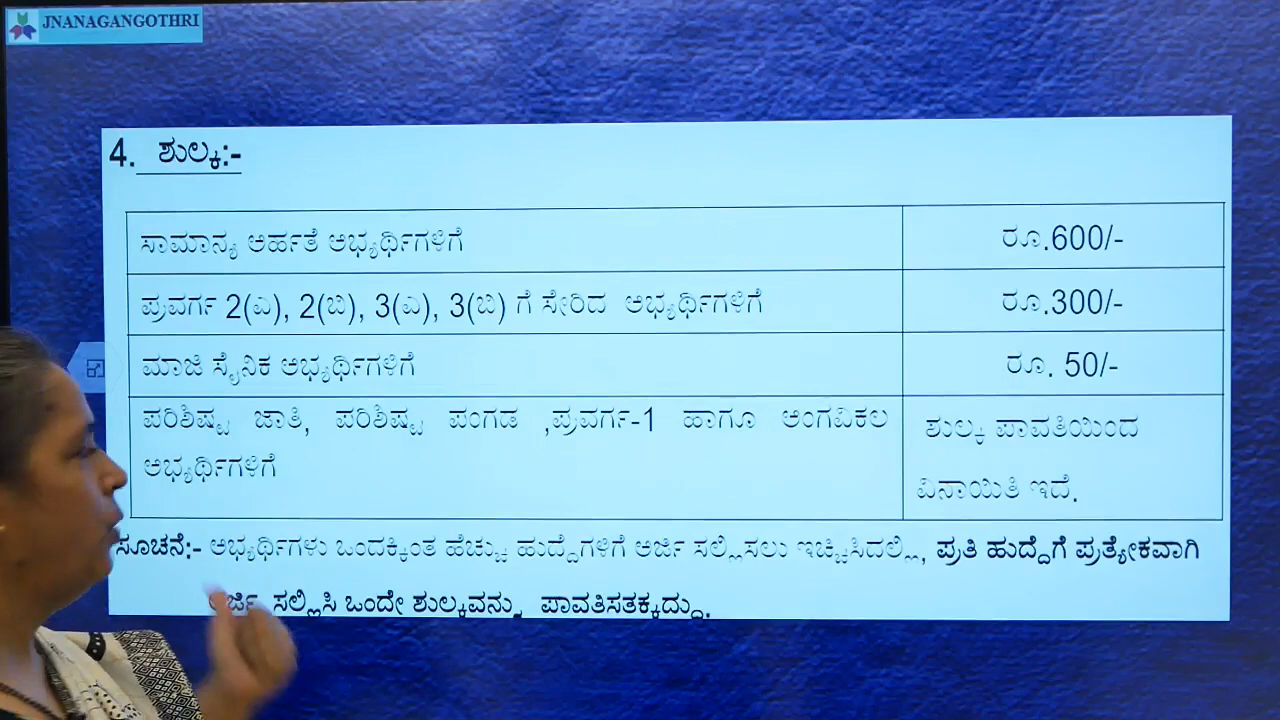 JNANAGANGOTHRI
4. ಶುಲ್ಕ:-
ಸಾಮಾನ್ಯ ಅರ್ಹತೆ ಅಭ್ಯರ್ಥಿಗಳಿಗೆ ರೂ.600/-
ಪ್ರವರ್ಗ 2(ಎ), 2(ಬಿ), 3(ಎ), 3(ಬಿ) ಗೆ ಸೇರಿದ ಅಭ್ಯರ್ಥಿಗಳಿಗೆ ರೂ.300/-
ಮಾಜಿ ಸೈನಿಕ ಅಭ್ಯರ್ಥಿಗಳಿಗೆ ರೂ. 50/-
ಪರಿಶಿಷ್ಟ ಜಾತಿ, ಪರಿಶಿಷ್ಟ ಪಂಗಡ ,ಪ್ರವರ್ಗ-1 ಹಾಗೂ ಅಂಗವಿಕಲ
ಅಭ್ಯರ್ಥಿಗಳಿಗೆ
ಶುಲ್ಕ ಪಾವತಿಯಿಂದ
ವಿನಾಯಿತಿ ಇದೆ.
ಸೂಚನೆ:- ಅಭ್ಯರ್ಥಿಗಳು ಒಂದಕ್ಕಿಂತ ಹೆಚ್ಚು ಹುದ್ದೆಗಳಿಗೆ ಅರ್ಜಿ ಸಲ್ಲಿಸಲು ಇಚ್ಛಿಸಿದಲ್ಲಿ, ಪ್ರತಿ ಹುದ್ದೆಗೆ ಪ್ರತ್ಯೇಕವಾಗಿ
ಅರ್ಜಿ ಸಲ್ಲಿಸಿ ಒಂದೇ ಶುಲ್ಕವನ್ನು ಪಾವತಿಸತಕ್ಕದ್ದು.